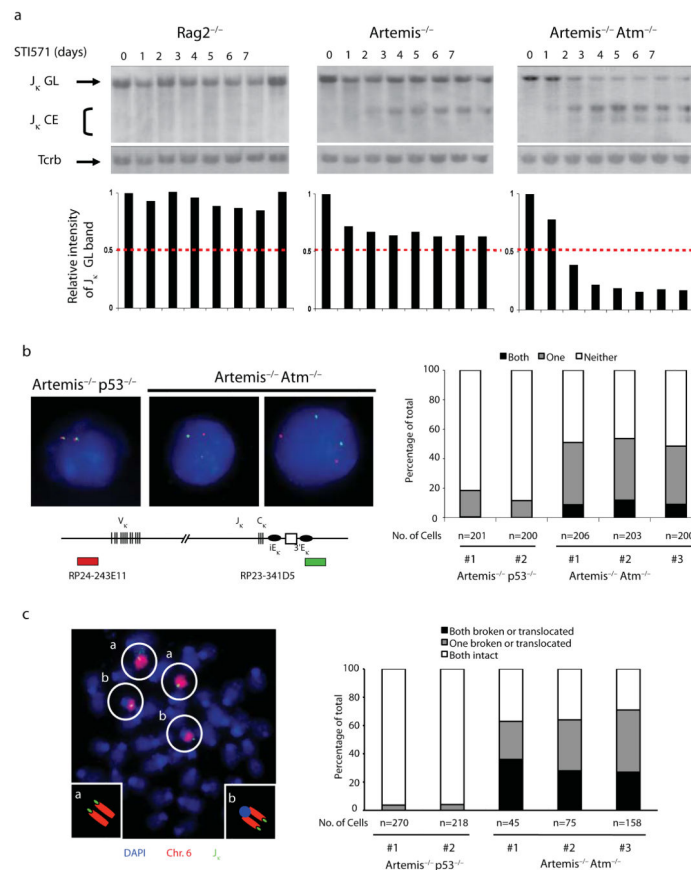 a
Rag2–/– Artemis–/– Artemis–/– Atm–/–
STI571 (days) 0 1 2 3 4 5 6 7 0 1 2 3 4 5 6 7 0 1 2 3 4 5 6 7
Jκ GL
Jκ CE
Tcrb
Relative intensity of Jκ GL band
1 0.5 0
1 0.5 0
1 0.5 0
b
Artemis–/– p53–/– Artemis–/– Atm–/–
Vκ Jκ Cκ
iEκ 3'Eκ
RP24-243E11 RP23-341D5
Both One Neither
Percentage of total
100
80
60
40
20
0
No. of Cells n=201 n=200 n=206 n=203 n=200
#1 #2 #1 #2 #3
Artemis–/– p53–/– Artemis–/– Atm–/–
c
a
a
b
b
a b
DAPI Chr. 6 Jκ
Both broken or translocated
One broken or translocated
Both intact
Percentage of total
100
80
60
40
20
0
No. of Cells n=270 n=218 n=45 n=75 n=158
#1 #2 #1 #2 #3
Artemis–/– p53–/– Artemis–/– Atm–/–